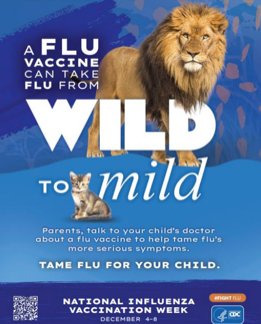 A FLU
VACCINE
CAN TAKE
FLU FROM
WILD
TO mild
Parents, talk to your child's doctor
about a flu vaccine to help tame flu's
more serious symptoms.
TAME FLU FOR YOUR CHILD.
NATIONAL INFLUENZA
VACCINATION WEEK
DECEMBER 4-8
#FIGHT FLU
CDC